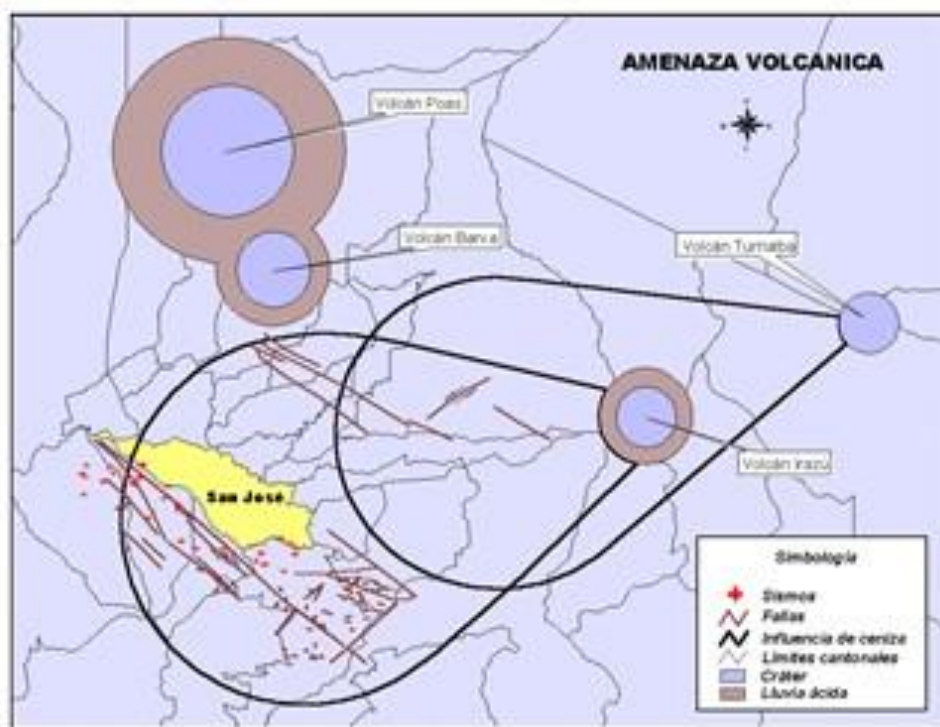 AMENAZA VOLCANICA
Volcán Poas
Volcán Barva
Volcán Turrialba
San José
Volcán Irazú
Simbología
Sismos
Fallas
Influencia de ceniza
Límites cantonales
Cráter
Lluvia ácida